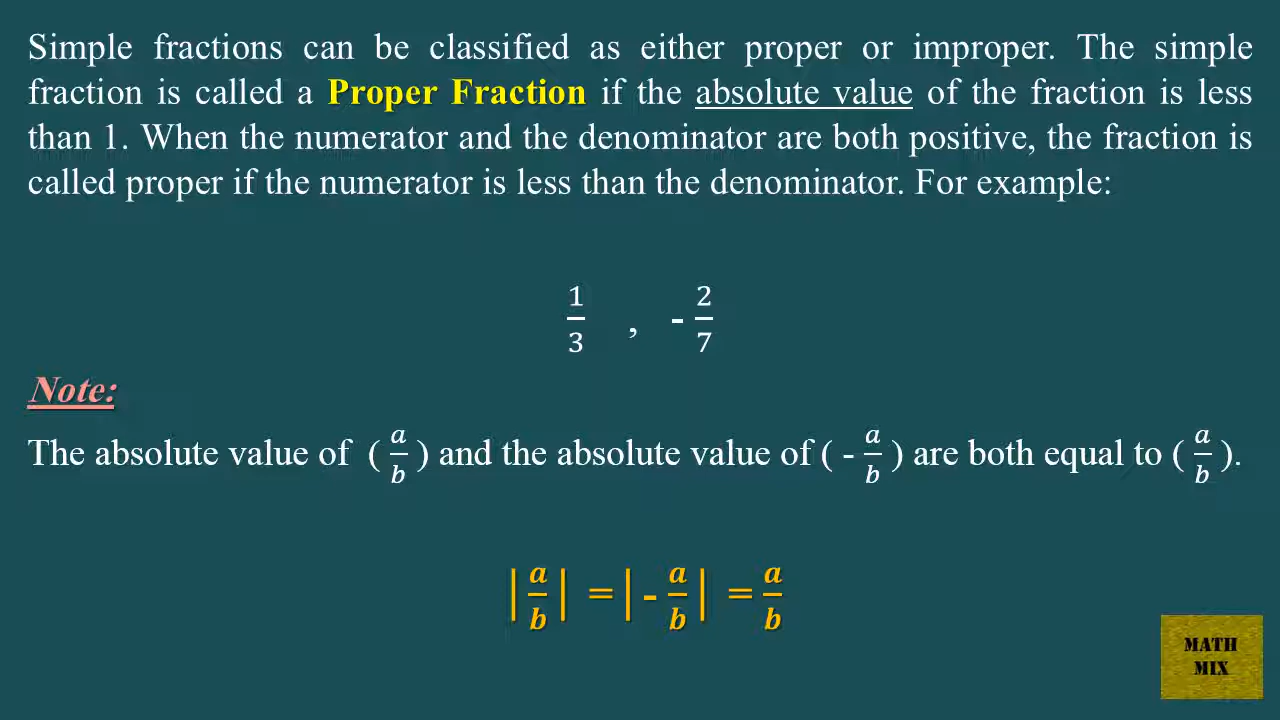 Simple fractions can be classified as either proper or improper. The simple
fraction is called a Proper Fraction if the absolute value of the fraction is less
than 1. When the numerator and the denominator are both positive, the fraction is
called proper if the numerator is less than the denominator. For example:
1/3 , - 2/7
Note:
The absolute value of ( a/b ) and the absolute value of ( - a/b ) are both equal to ( a/b ).
|a/b| = |- a/b| = a/b
MATH
MIX